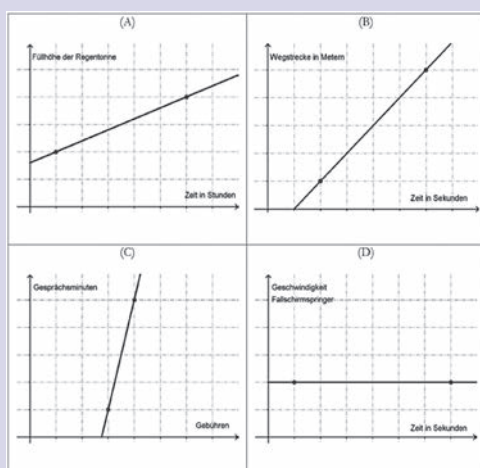 (A)
Füllhöhe der Regentonne
Zeit in Stunden
(B)
Wegstrecke in Metern
Zeit in Sekunden
(C)
Gesprächsminuten
Gebühren
(D)
Geschwindigkeit
Fallschirmspringer
Zeit in Sekunden